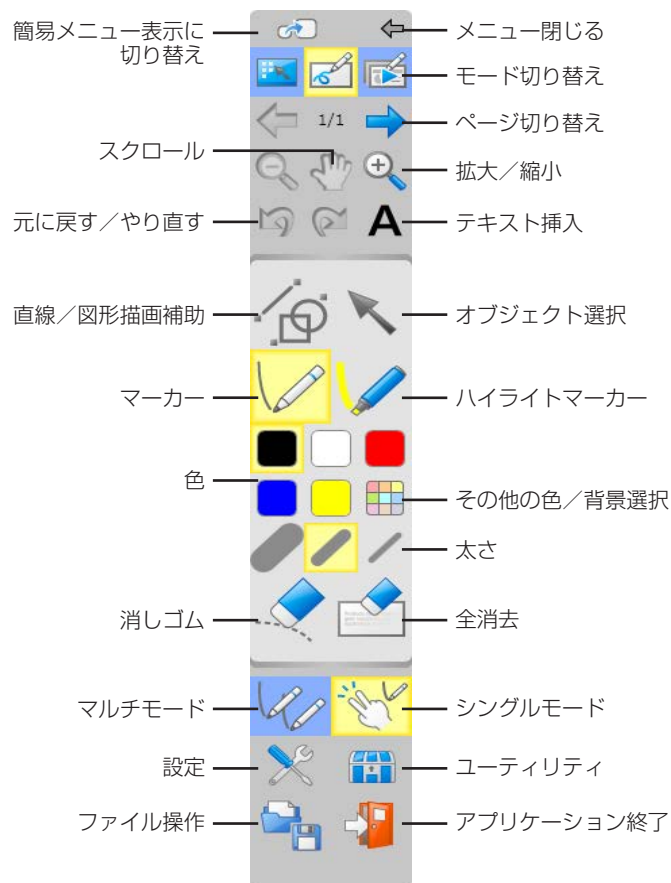 簡易メニュー表示に
切り替え
メニュー閉じる
モード切り替え
1/1
ページ切り替え
スクロール
拡大／縮小
元に戻す／やり直す
A
テキスト挿入
直線／図形描画補助
オブジェクト選択
マーカー
ハイライトマーカー
色
その他の色／背景選択
太さ
消しゴム
全消去
マルチモード
シングルモード
設定
ユーティリティ
ファイル操作
アプリケーション終了